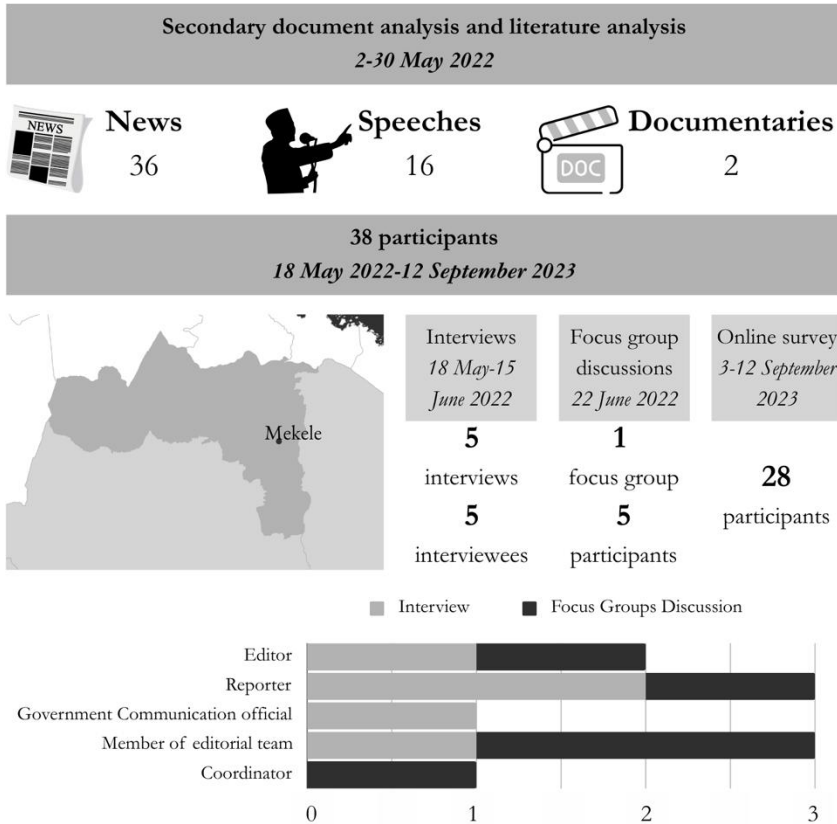 Secondary document analysis and literature analysis
2-30 May 2022
NEWS
News
36
Speeches
16
DOC
Documentaries
2
38 participants
18 May 2022-12 September 2023
Mekele
Interviews
18 May-15
June 2022
5
interviews
5
interviewees
Focus group
discussions
22 June 2022
1
focus group
5
participants
Online survey
3-12 September
2023
28
participants
Interview
Focus Groups Discussion
Editor
Reporter
Government Communication official
Member of editorial team
Coordinator
0 1 2 3